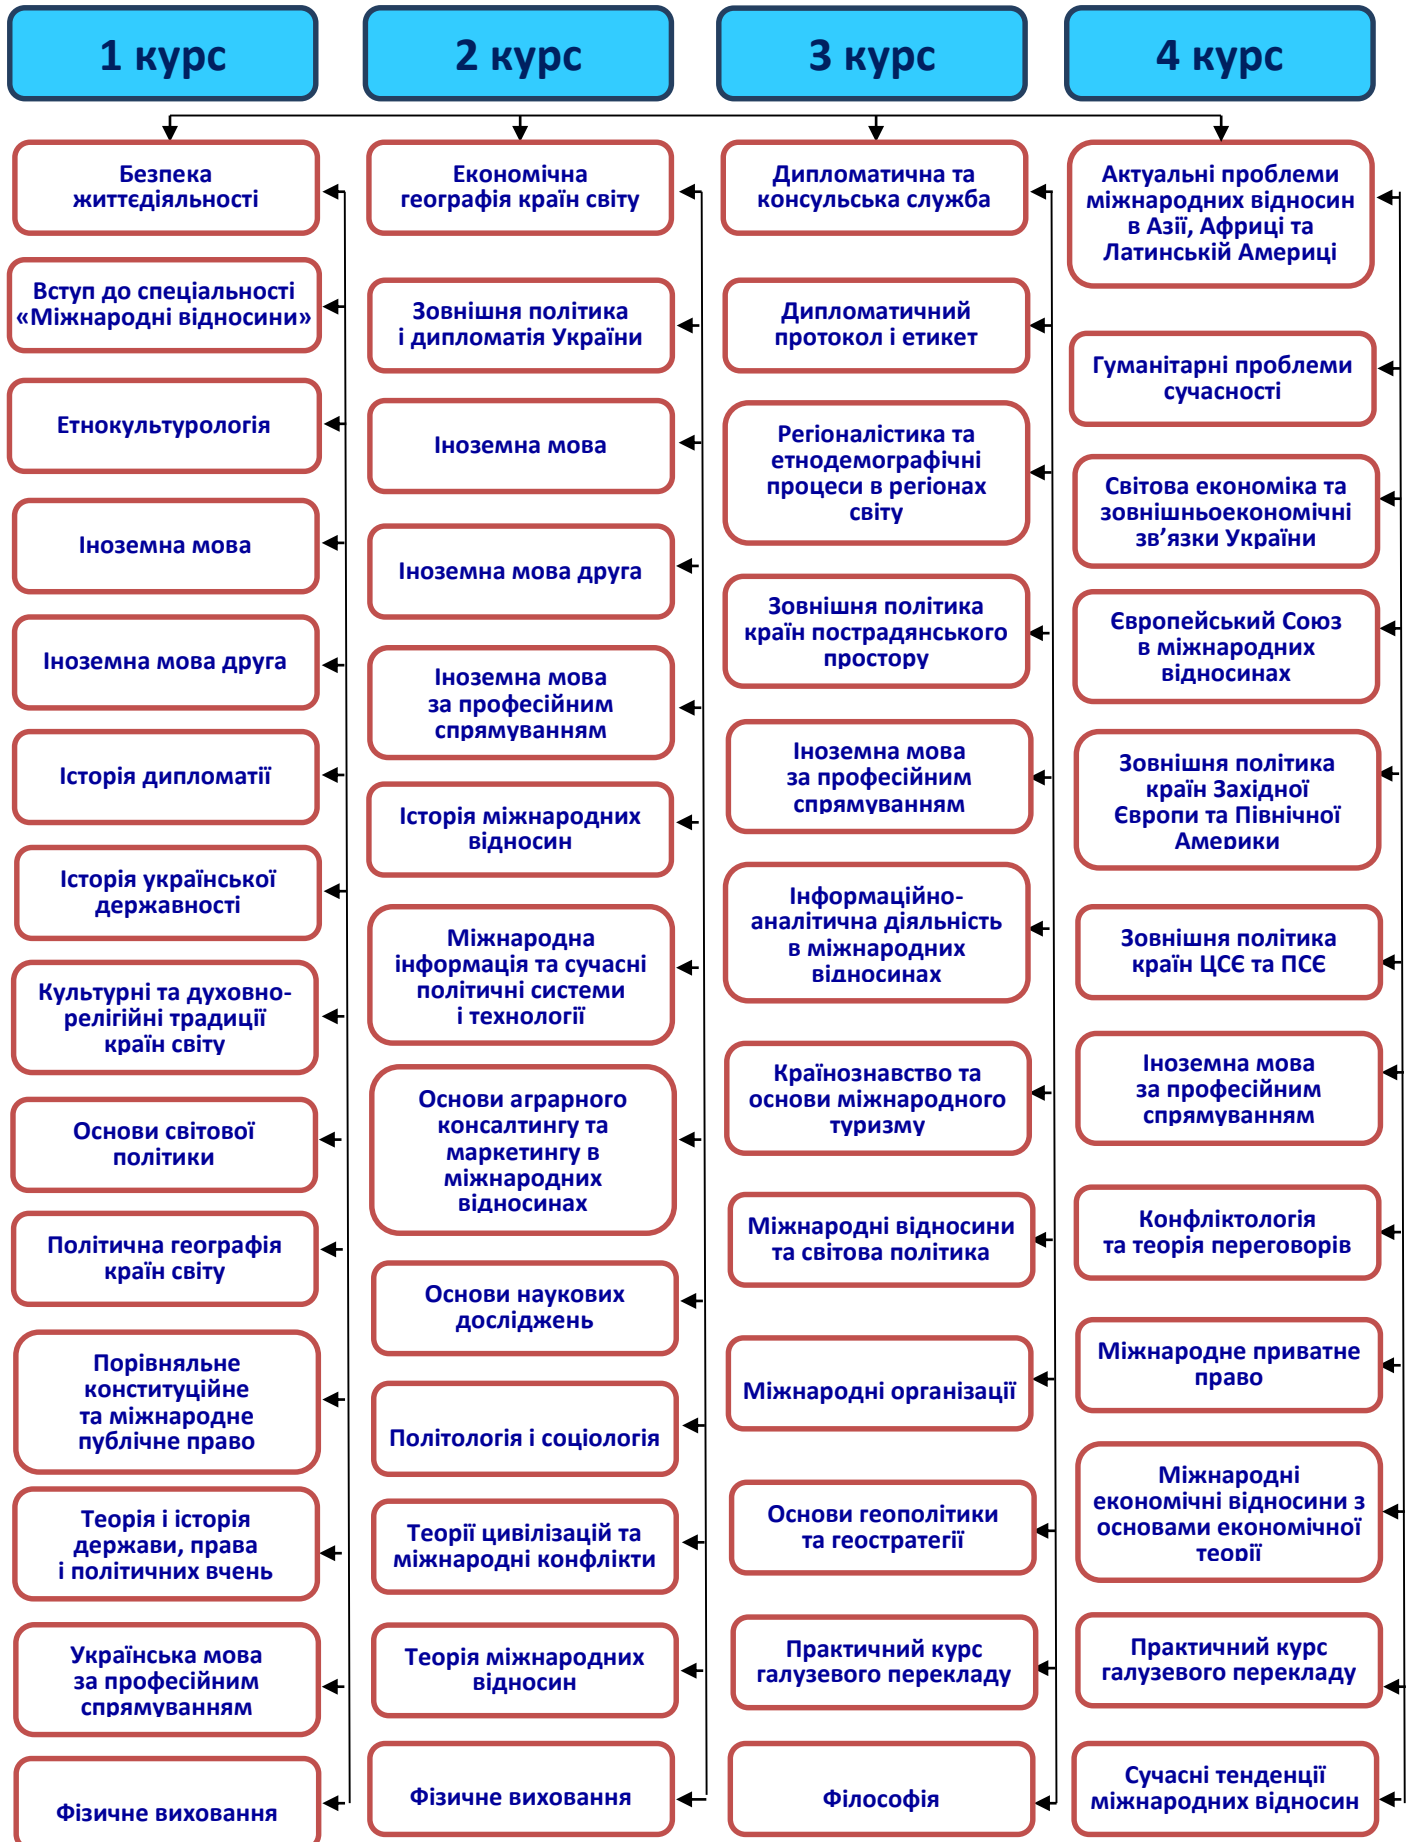 1 курс
2 курс
3 курс
4 курс
Безпека
життєдіяльності
Вступ до спеціальності
«Міжнародні відносини»
Етнокультурологія
Іноземна мова
Іноземна мова друга
Історія дипломатії
Історія української
державності
Культурні та духовно-
релігійні традиції
країн світу
Основи світової
політики
Політична географія
країн світу
Порівняльне
конституційне
та міжнародне
публічне право
Теорія і історія
держави, права
і політичних вчень
Українська мова
за професійним
спрямуванням
Фізичне виховання
Економічна
географія країн світу
Зовнішня політика
і дипломатія України
Іноземна мова
Іноземна мова друга
Іноземна мова
за професійним
спрямуванням
Історія міжнародних
відносин
Міжнародна
інформація та сучасні
політичні системи
і технології
Основи аграрного
консалтингу та
маркетингу в
міжнародних
відносинах
Основи наукових
досліджень
Політологія і соціологія
Теорії цивілізацій та
міжнародні конфлікти
Теорія міжнародних
відносин
Фізичне виховання
Дипломатична та
консульська служба
Дипломатичний
протокол і етикет
Регіоналістика та
етнодемографічні
процеси в регіонах
світу
Зовнішня політика
країн пострадянського
простору
Іноземна мова
за професійним
спрямуванням
Інформаційно-
аналітична діяльність
в міжнародних
відносинах
Країнознавство та
основи міжнародного
туризму
Міжнародні відносини
та світова політика
Міжнародні організації
Основи геополітики
та геостратегії
Практичний курс
галузевого перекладу
Філософія
Актуальні проблеми
міжнародних відносин
в Азії, Африці та
Латинській Америці
Гуманітарні проблеми
сучасності
Світова економіка та
зовнішньоекономічні
зв’язки України
Європейський Союз
в міжнародних
відносинах
Зовнішня політика
країн Західної
Європи та Північної
Америки
Зовнішня політика
країн ЦСЄ та ПСЄ
Іноземна мова
за професійним
спрямуванням
Конфліктологія
та теорія переговорів
Міжнародне приватне
право
Міжнародні
економічні відносини з
основами економічної
теорії
Практичний курс
галузевого перекладу
Сучасні тенденції
міжнародних відносин